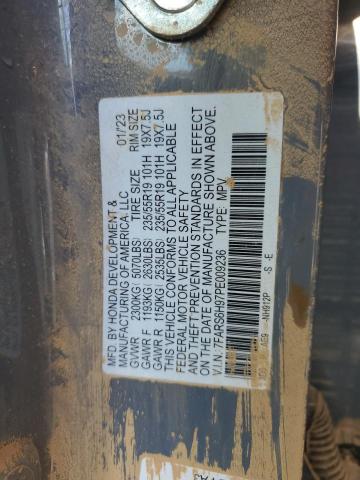 MFD. BY HONDA DEVELOPMENT & 01/'23
MANUFACTURING OF AMERICA, LLC
GVWR 2300KG( 5070LBS) TIRE SIZE RIM SIZE
GAWR F 1193KG( 2630LBS) 235/55R19 101H 19X7.5J
GAWR R 1150KG( 2535LBS) 235/55R19 101H 19X7.5J
THIS VEHICLE CONFORMS TO ALL APPLICABLE
FEDERAL MOTOR VEHICLE SAFETY
AND THEFT PREVENTION STANDARDS IN EFFECT
ON THE DATE OF MANUFACTURE SHOWN ABOVE.
V.I.N. 7FARS6H97PE009236 TYPE: MPV
NH912P
-S -E